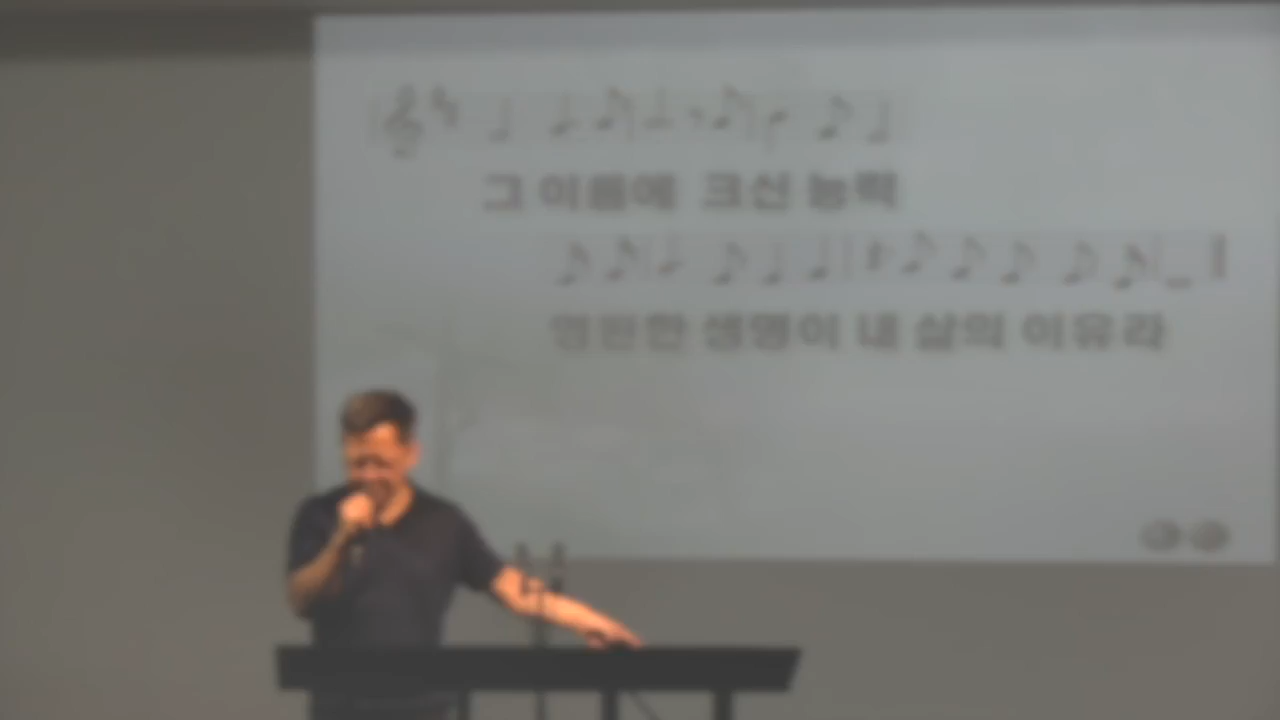 그 이름에 크신 능력
영원한 생명이 내 삶의 이유라